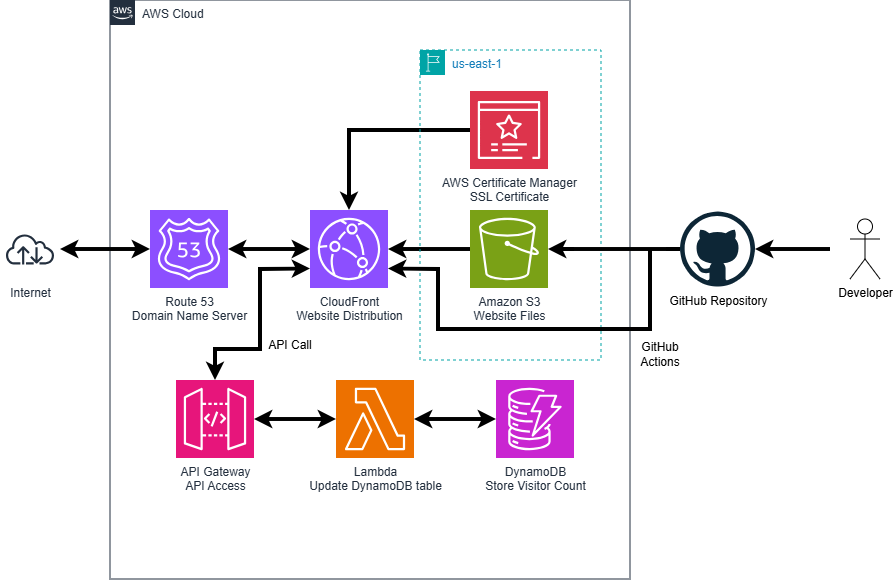 aws
AWS Cloud
us-east-1
AWS Certificate Manager
SSL Certificate
53
Internet
Route 53
Domain Name Server
CloudFront
Website Distribution
Amazon S3
Website Files
GitHub Repository
Developer
API Call
GitHub
Actions
</>
API Gateway
API Access
Lambda
Update DynamoDB table
DynamoDB
Store Visitor Count